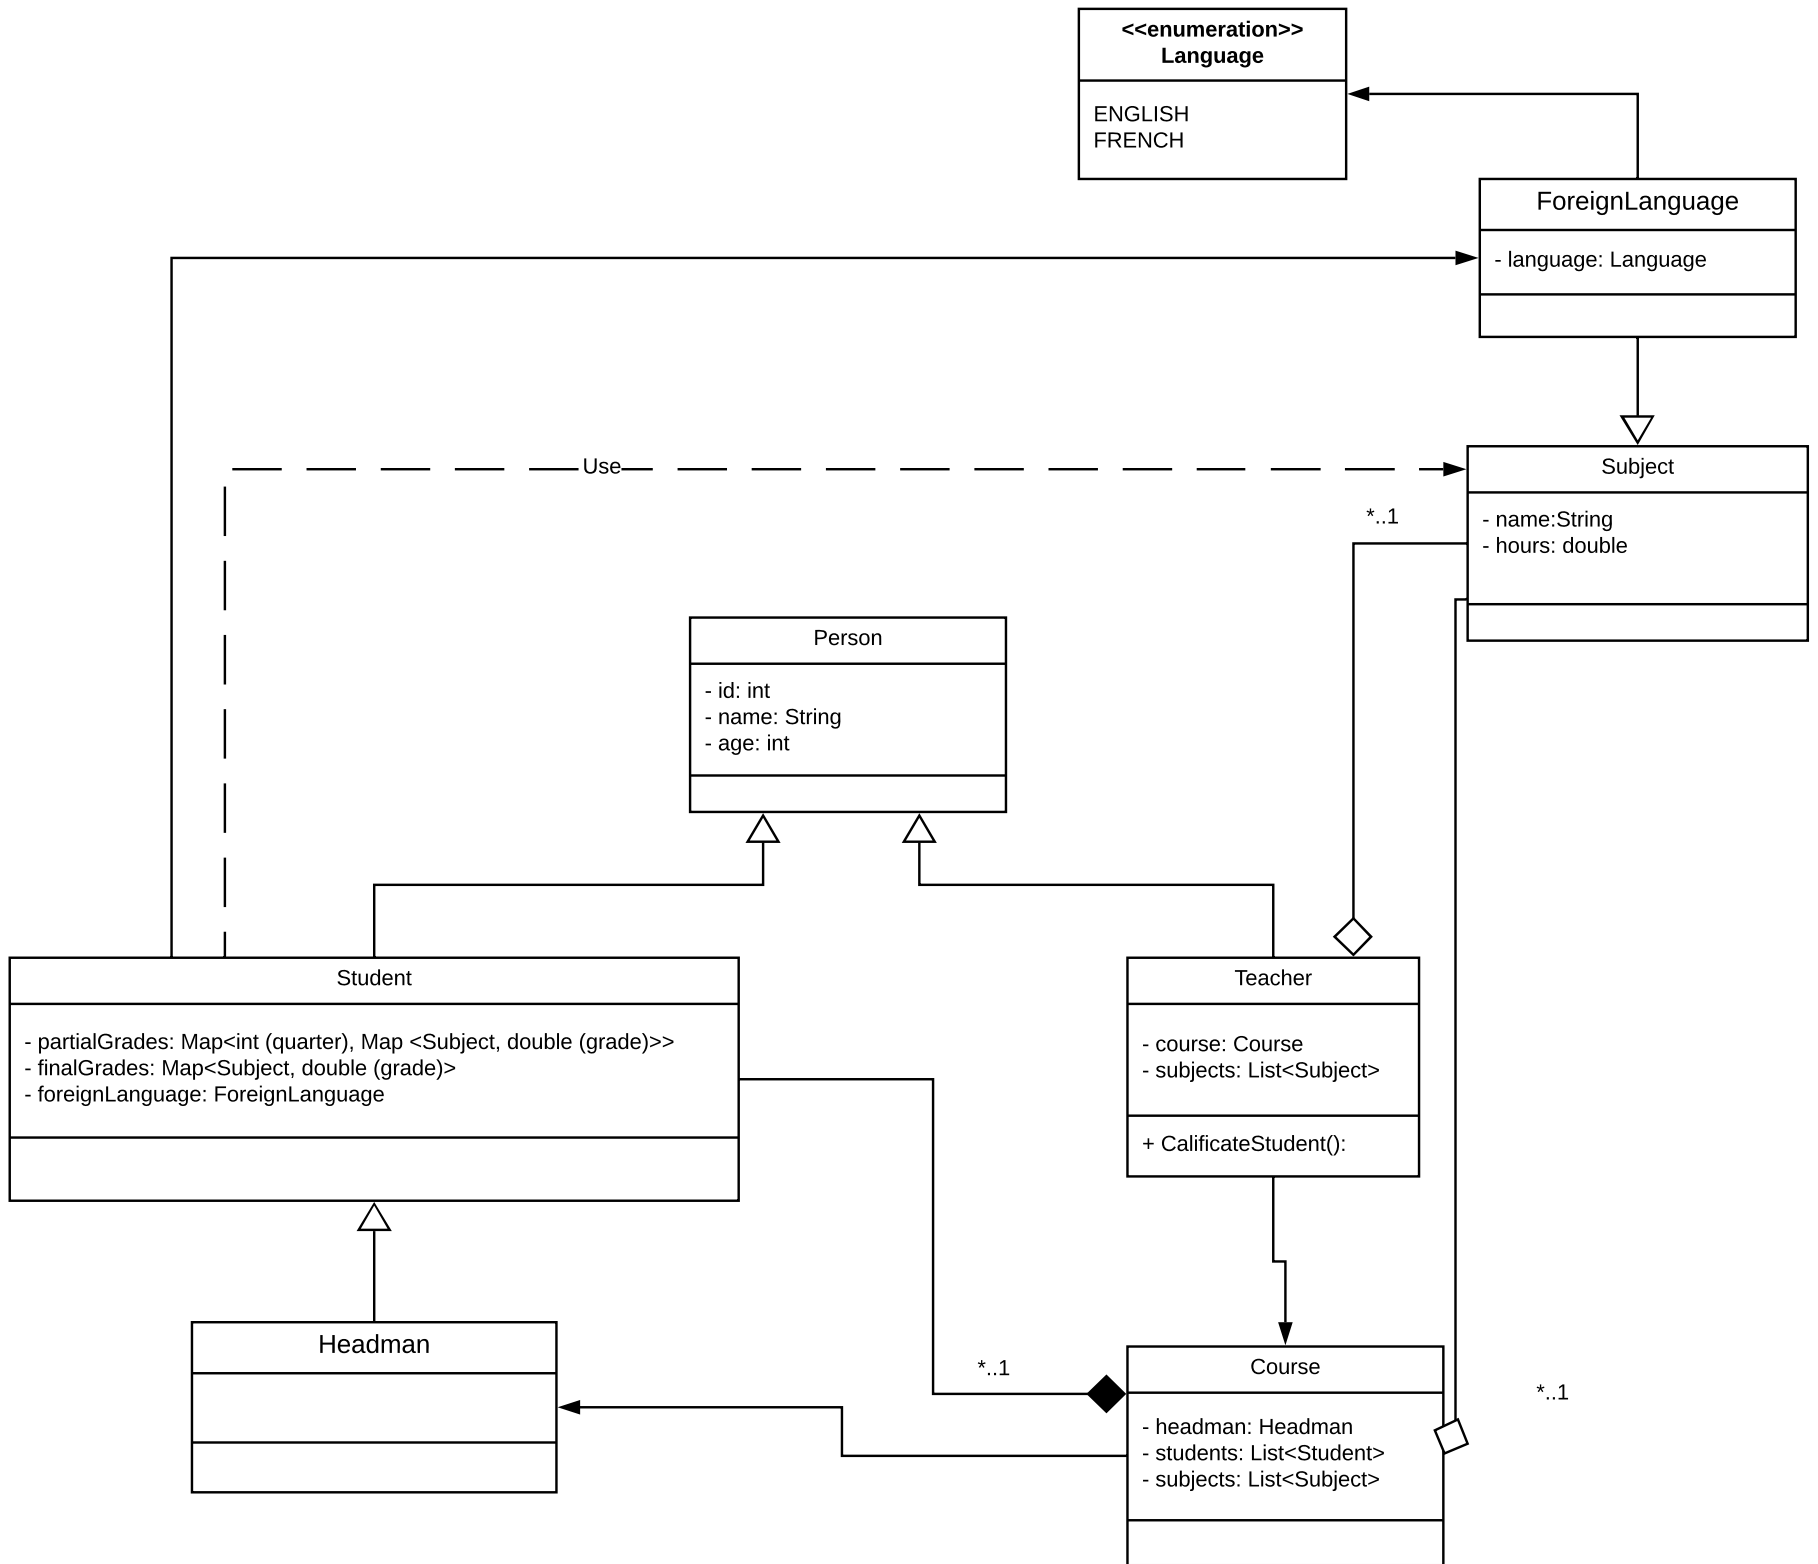 <<enumeration>>
Language
ENGLISH
FRENCH
ForeignLanguage
- language: Language
Use
Subject
*..1
- name:String
- hours: double
Person
- id: int
- name: String
- age: int
Student
- partialGrades: Map<int (quarter), Map <Subject, double (grade)>>
- finalGrades: Map<Subject, double (grade)>
- foreignLanguage: ForeignLanguage
Teacher
- course: Course
- subjects: List<Subject>
+ CalificateStudent():
Headman
*..1
Course
- headman: Headman
- students: List<Student>
- subjects: List<Subject>
*..1